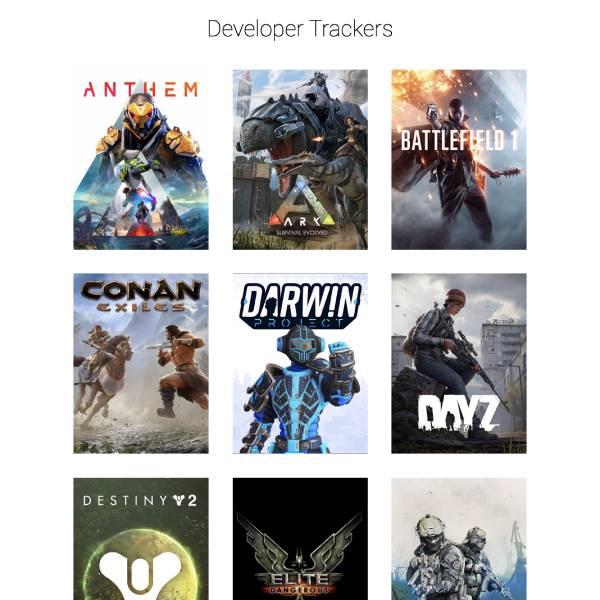 Developer Trackers
ANTHEM
ARK
SURVIVAL EVOLVED
BATTLEFIELD 1
CONAN
EXILES
DARWIN
PROJECT
DAYZ
DESTINY 2
ELITE
DANGEROUS